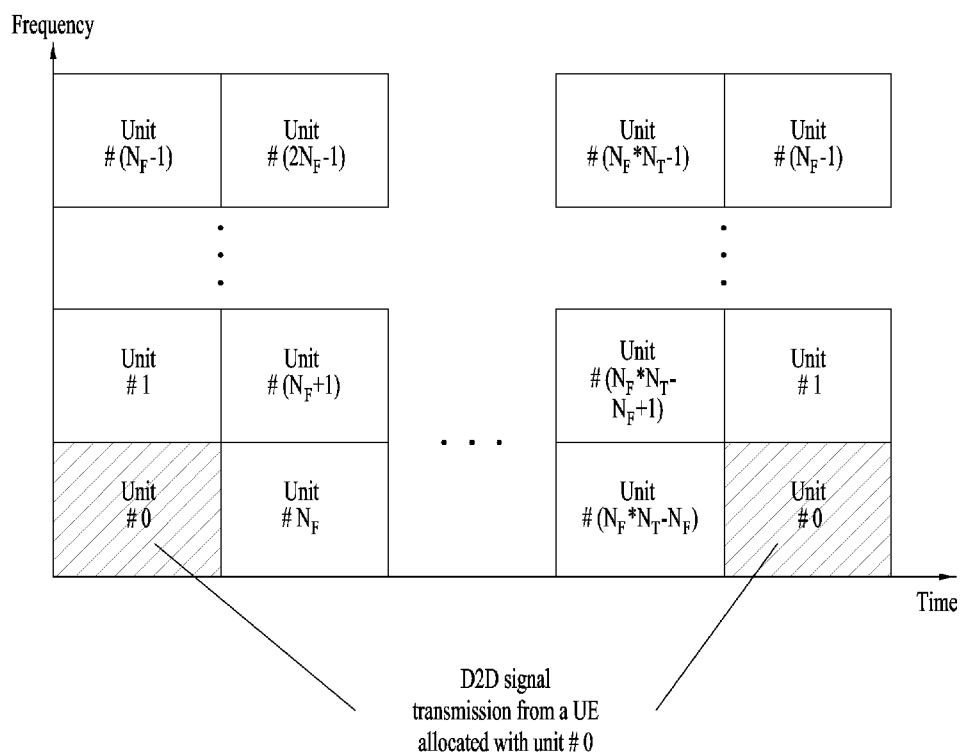 Frequency
Unit
# (N_F-1)
Unit
# (2N_F-1)
Unit
# (N_F*N_T-1)
Unit
# (N_F-1)
Unit
# 1
Unit
# (N_F+1)
Unit
# (N_F*N_T-
N_F+1)
Unit
# 1
Unit
# 0
Unit
# N_F
Unit
# (N_F*N_T-N_F)
Unit
# 0
Time
D2D signal
transmission from a UE
allocated with unit # 0